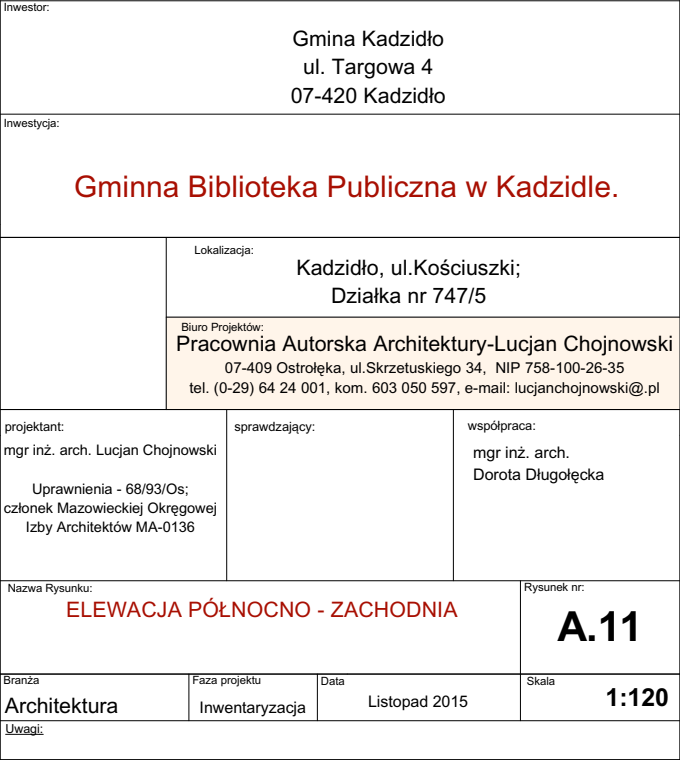 Inwestor:
Gmina Kadzidło
ul. Targowa 4
07-420 Kadzidło
Inwestycja:
Gminna Biblioteka Publiczna w Kadzidle.
Lokalizacja:
Kadzidło, ul.Kościuszki;
Działka nr 747/5
Biuro Projektów:
Pracownia Autorska Architektury-Lucjan Chojnowski
07-409 Ostrołęka, ul.Skrzetuskiego 34, NIP 758-100-26-35
tel. (0-29) 64 24 001, kom. 603 050 597, e-mail: lucjanchojnowski@.pl
projektant:
mgr inż. arch. Lucjan Chojnowski
Uprawnienia - 68/93/Os;
członek Mazowieckiej Okręgowej
Izby Architektów MA-0136
sprawdzający:
współpraca:
mgr inż. arch.
Dorota Długołęcka
Nazwa Rysunku:
ELEWACJA PÓŁNOCNO - ZACHODNIA
Rysunek nr:
A.11
Branża
Architektura
Faza projektu
Inwentaryzacja
Data
Listopad 2015
Skala
1:120
Uwagi: